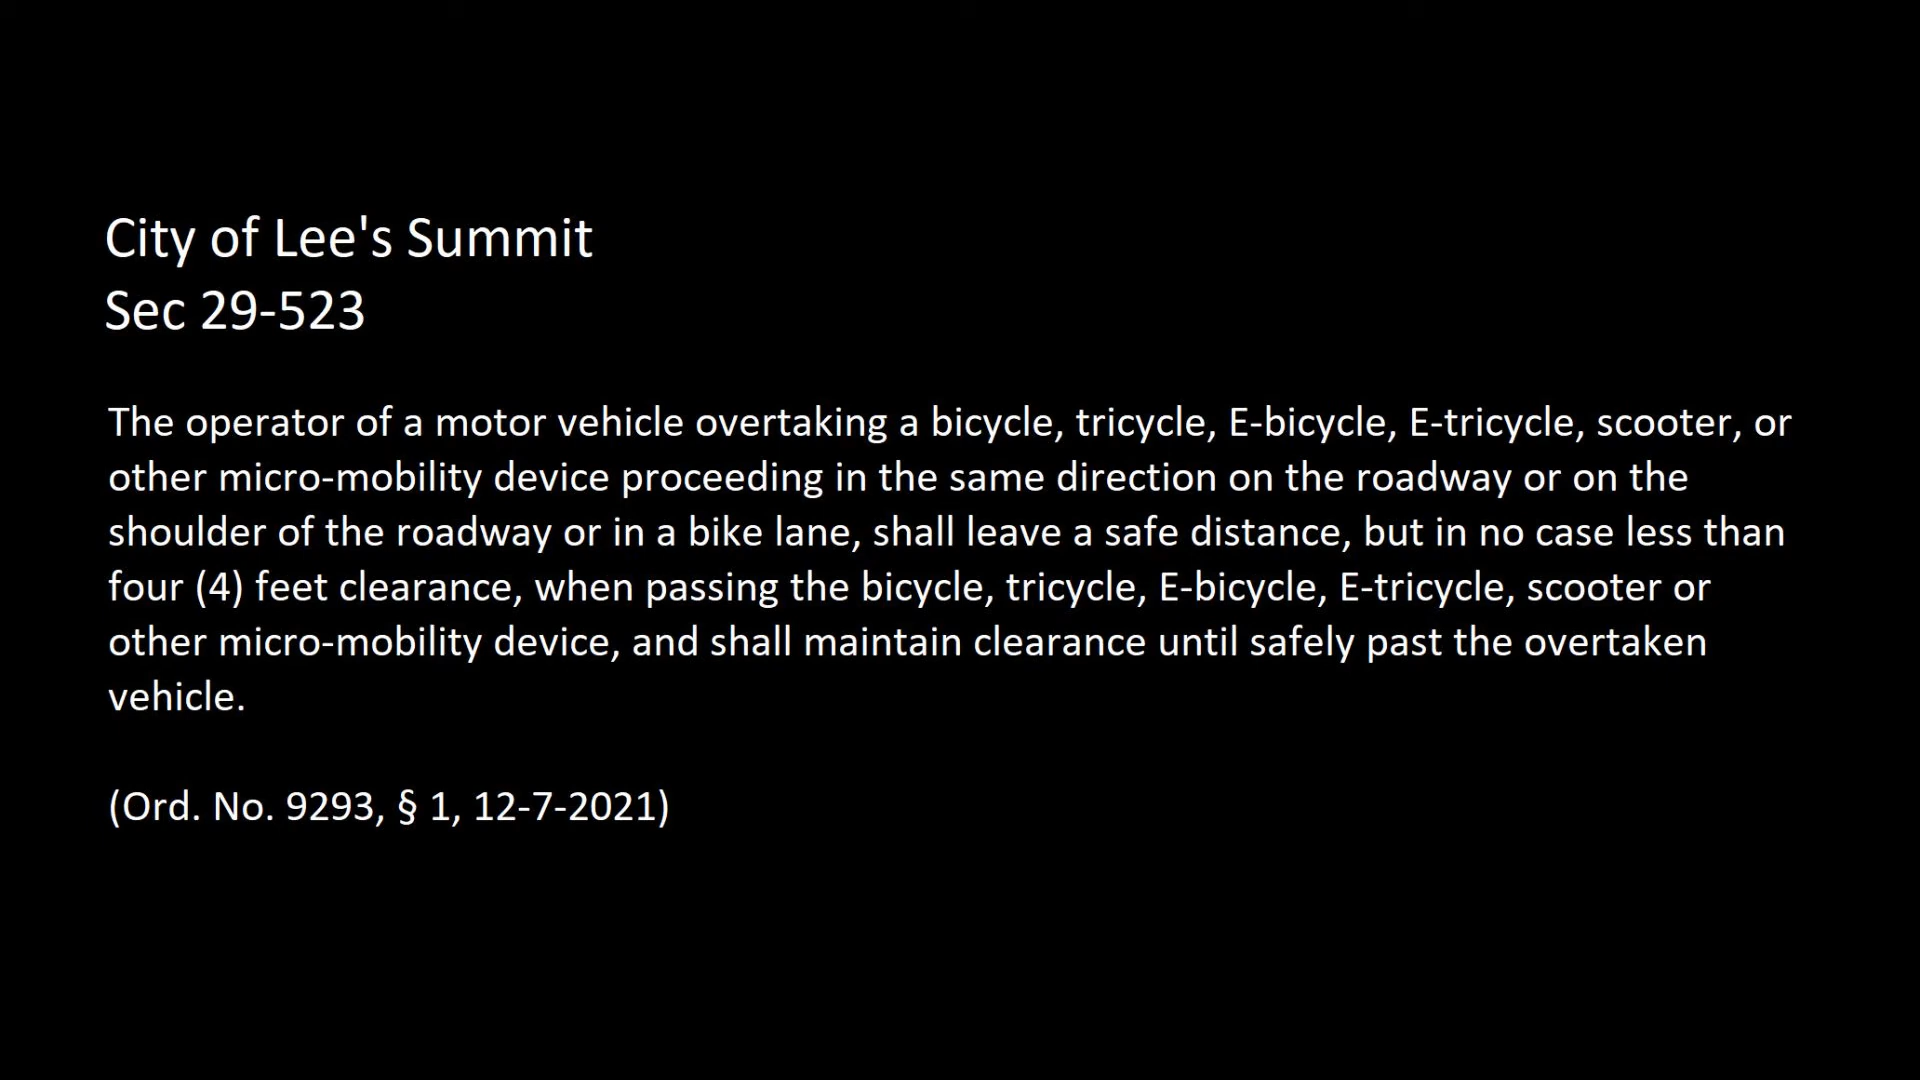 City of Lee's Summit
Sec 29-523
The operator of a motor vehicle overtaking a bicycle, tricycle, E-bicycle, E-tricycle, scooter, or
other micro-mobility device proceeding in the same direction on the roadway or on the
shoulder of the roadway or in a bike lane, shall leave a safe distance, but in no case less than
four (4) feet clearance, when passing the bicycle, tricycle, E-bicycle, E-tricycle, scooter or
other micro-mobility device, and shall maintain clearance until safely past the overtaken
vehicle.
(Ord. No. 9293, § 1, 12-7-2021)